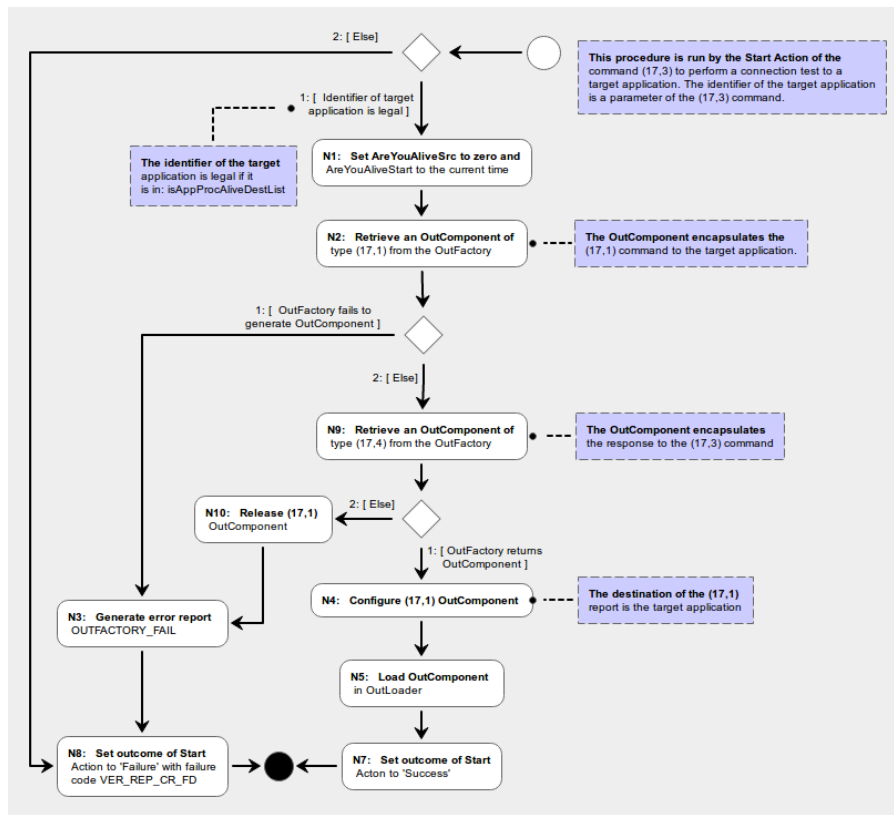 2: [ Else]
This procedure is run by the Start Action of the
command (17,3) to perform a connection test to a
target application. The identifier of the target application
is a parameter of the (17,3) command.
1: [  Identifier of target
application is legal ]
The identifier of the target
application is legal if it
is in: isAppProcAliveDestList
N1:   Set AreYouAliveSrc to zero and
AreYouAliveStart to the current time
N2:   Retrieve an OutComponent of
type (17,1) from the OutFactory
The OutComponent encapsulates the
(17,1) command to the target application.
1: [  OutFactory fails to
generate OutComponent ]
2: [ Else]
N9:   Retrieve an OutComponent of
type (17,4) from the OutFactory
The OutComponent encapsulates
the response to the (17,3) command
2: [ Else]
N10:   Release (17,1)
OutComponent
1: [ OutFactory returns
OutComponent ]
N4:   Configure (17,1) OutComponent
The destination of the (17,1)
report is the target application
N3:   Generate error report
OUTFACTORY_FAIL
N5:   Load OutComponent
in OutLoader
N8:   Set outcome of Start
Action to 'Failure' with failure
code VER_REP_CR_FD
N7:   Set outcome of Start
Acton to 'Success'